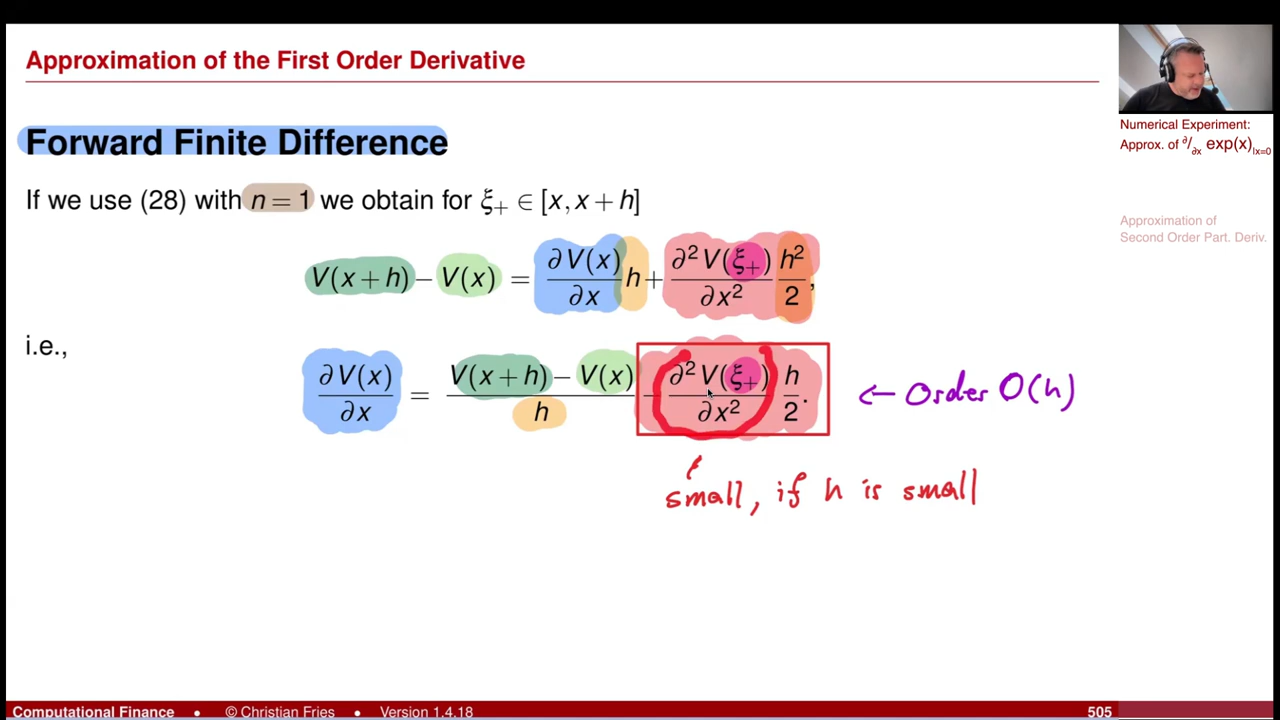 Approximation of the First Order Derivative
Forward Finite Difference
If we use (28) with n = 1 we obtain for ξ₊ ∈ [x, x + h]
V(x + h) − V(x) = ∂V(x)/∂x h + ∂²V(ξ₊)/∂x² h²/2,
i.e.,
∂V(x)/∂x = (V(x + h) − V(x))/h − ∂²V(ξ₊)/∂x² h/2.
← Order O(h)
small, if h is small
Numerical Experiment:
Approx. of ∂/∂x exp(x)|x=0
Approximation of
Second Order Part. Deriv.
Computational Finance • © Christian Fries • Version 1.4.18 505